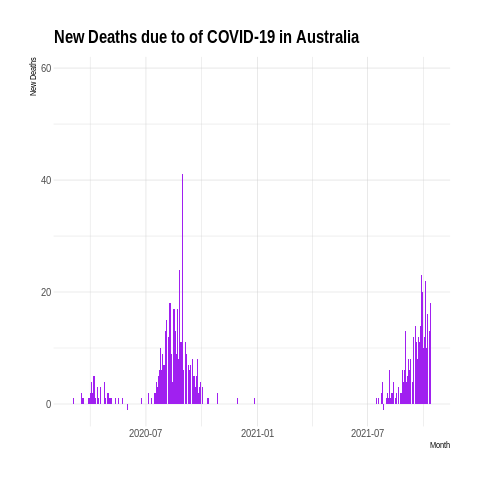 New Deaths due to of COVID-19 in Australia
New Deaths
60
40
20
0
2020-07
2021-01
2021-07
Month